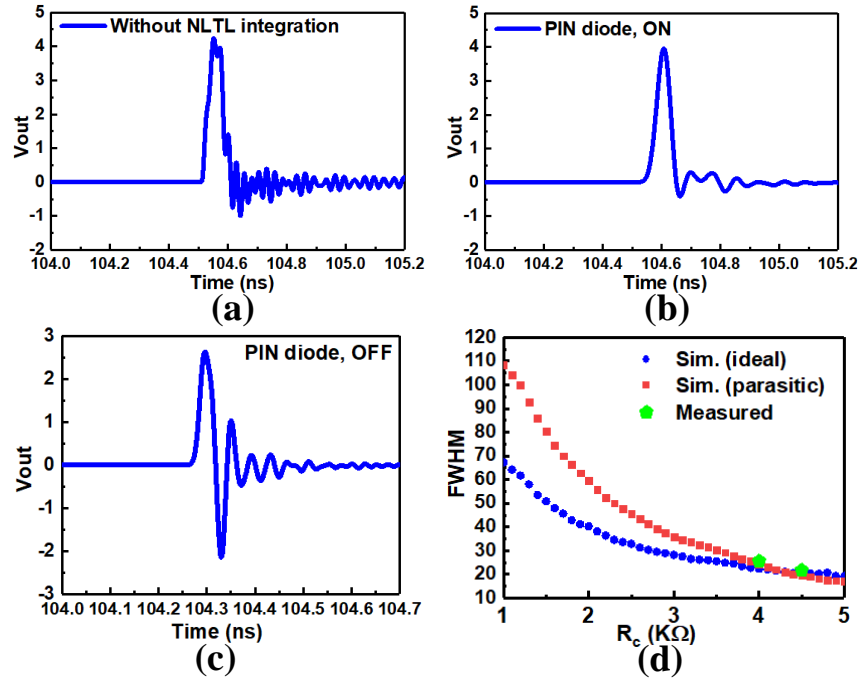 Without NLTL integration
Vout
5
4
3
2
1
0
-1
-2
104.0 104.2 104.4 104.6 104.8 105.0 105.2
Time (ns)
(a)
PIN diode, ON
Vout
5
4
3
2
1
0
-1
-2
104.0 104.2 104.4 104.6 104.8 105.0 105.2
Time (ns)
(b)
PIN diode, OFF
Vout
3
2
1
0
-1
-2
-3
104.0 104.1 104.2 104.3 104.4 104.5 104.6 104.7
Time (ns)
(c)
Sim. (ideal)
Sim. (parasitic)
Measured
FWHM
120
110
100
90
80
70
60
50
40
30
20
10
1 2 3 4 5
Rc (KΩ)
(d)